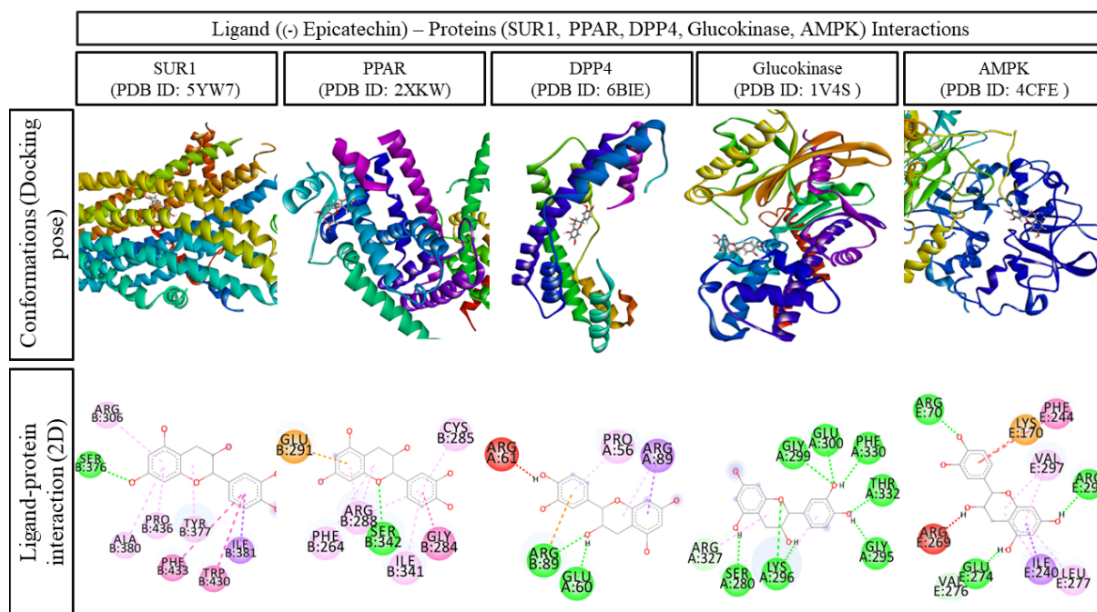 Ligand ((-) Epicatechin) – Proteins (SUR1, PPAR, DPP4, Glucokinase, AMPK) Interactions
SUR1
(PDB ID: 5YW7)
PPAR
(PDB ID: 2XKW)
DPP4
(PDB ID: 6BIE)
Glucokinase
(PDB ID: 1V4S )
AMPK
(PDB ID: 4CFE )
Conformations (Docking
pose)
Ligand-protein
interaction (2D)
ARG
B:306
SER
B:376
ALA
B:380
PRO
B:436
TYR
B:377
PHE
B:433
TRP
B:430
ILE
B:381
GLU
B:291
CYS
B:285
PHE
B:264
ARG
B:288
SER
B:342
ILE
B:341
GLY
B:284
ARG
A:61
PRO
A:56
ARG
A:89
ARG
B:89
GLU
A:60
GLY
A:299
GLU
A:300
PHE
A:330
THR
A:332
GLY
A:295
ARG
A:327
SER
A:280
LYS
A:296
H
ARG
E:70
LYS
E:170
PHE
E:244
VAL
E:297
ARG
E:29
ARG
E:269
GLU
E:274
VAL
E:276
ILE
E:240
LEU
E:277